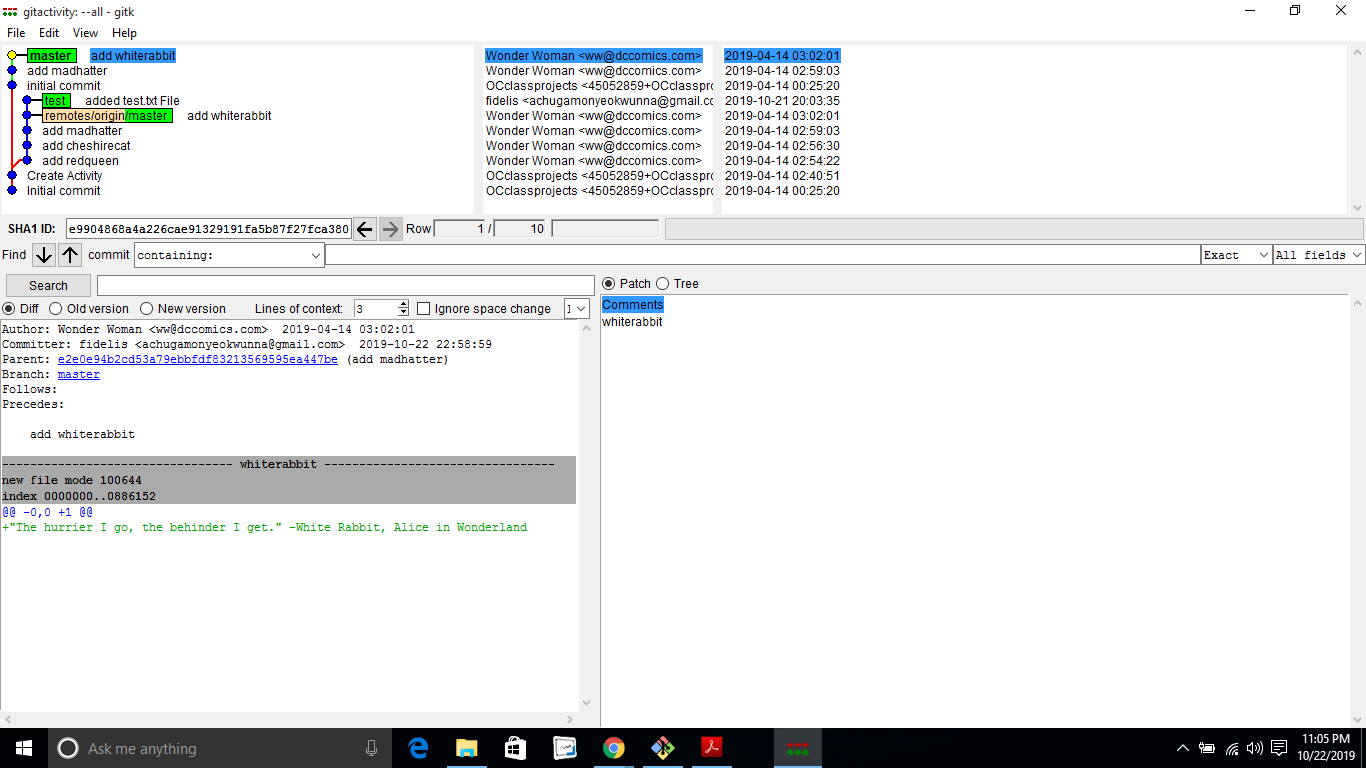 gitactivity: --all - gitk
File Edit View Help
master add whiterabbit Wonder Woman <ww@dccomics.com> 2019-04-14 03:02:01
add madhatter Wonder Woman <ww@dccomics.com> 2019-04-14 02:59:03
initial commit OCclassprojects <45052859+OCclasspro 2019-04-14 00:25:20
test added test.txt File fidelis <achugamonyeokwunna@gmail.co 2019-10-21 20:03:35
remotes/origin/master add whiterabbit Wonder Woman <ww@dccomics.com> 2019-04-14 03:02:01
add madhatter Wonder Woman <ww@dccomics.com> 2019-04-14 02:59:03
add cheshirecat Wonder Woman <ww@dccomics.com> 2019-04-14 02:56:30
add redqueen Wonder Woman <ww@dccomics.com> 2019-04-14 02:54:22
Create Activity OCclassprojects <45052859+OCclasspro 2019-04-14 02:40:51
Initial commit OCclassprojects <45052859+OCclasspro 2019-04-14 00:25:20
SHA1 ID: e9904868a4a226cae91329191fa5b87f27fca380 Row 1 / 10
Find commit containing: Exact All fields
Search Patch Tree
Diff Old version New version Lines of context: 3 Ignore space change
Comments
whiterabbit
Author: Wonder Woman <ww@dccomics.com> 2019-04-14 03:02:01
Committer: fidelis <achugamonyeokwunna@gmail.com> 2019-10-22 22:58:59
Parent: e2e0e94b2cd53a79ebbfdf83213569595ea447be (add madhatter)
Branch: master
Follows:
Precedes:
add whiterabbit
--------------------------------- whiterabbit ---------------------------------
new file mode 100644
index 0000000..0886152
@@ -0,0 +1 @@
+"The hurrier I go, the behinder I get." -White Rabbit, Alice in Wonderland
Ask me anything
11:05 PM
10/22/2019